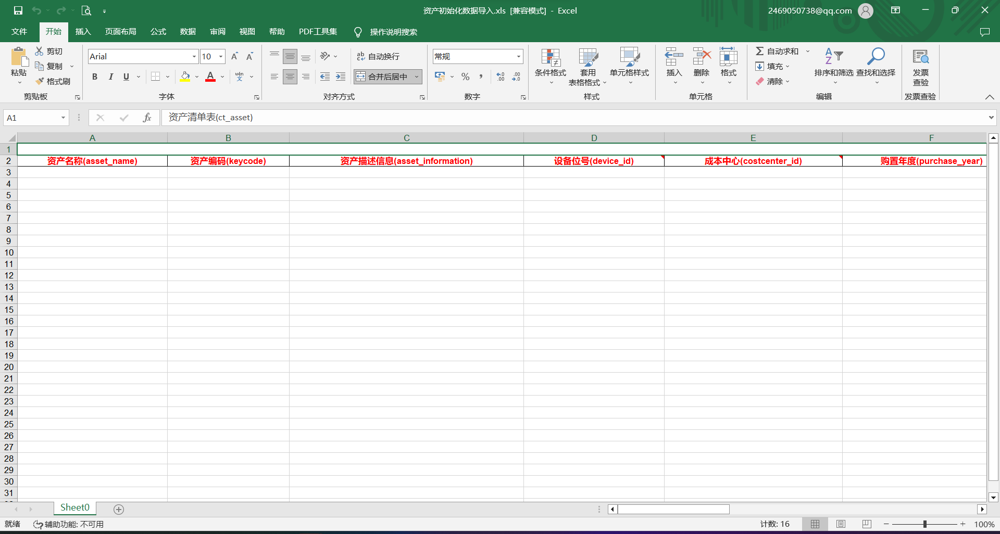 资产初始化数据导入.xls [兼容模式] - Excel
2469050738@qq.com
文件 开始 插入 页面布局 公式 数据 审阅 视图 帮助 PDF工具集 操作说明搜索
粘贴
剪切
复制
格式刷
剪贴板
Arial 10 A A
B I U A wén 文
字体
ab c 自动换行
合并后居中
对齐方式
常规
% , .0 .00 .00 .0
数字
条件格式
套用
表格格式
单元格样式
样式
插入 删除 格式
单元格
Σ 自动求和
填充
清除
A Z 排序和筛选 查找和选择
编辑
发票
查验
发票查验
A1 fx 资产清单表(ct_asset)
A B C D E F
1
2 资产名称(asset_name) 资产编码(keycode) 资产描述信息(asset_information) 设备位号(device_id) 成本中心(costcenter_id) 购置年度(purchase_year)
3
4
5
6
7
8
9
10
11
12
13
14
15
16
17
18
19
20
21
22
23
24
25
26
27
28
29
30
31
Sheet0
就绪 辅助功能: 不可用 计数: 16 100%